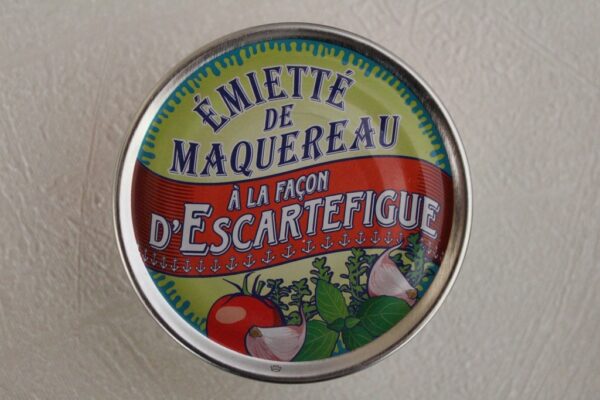 ÉMIETTÉ
DE
MAQUEREAU
À LA FAÇON
D'ESCARTEFIGUE